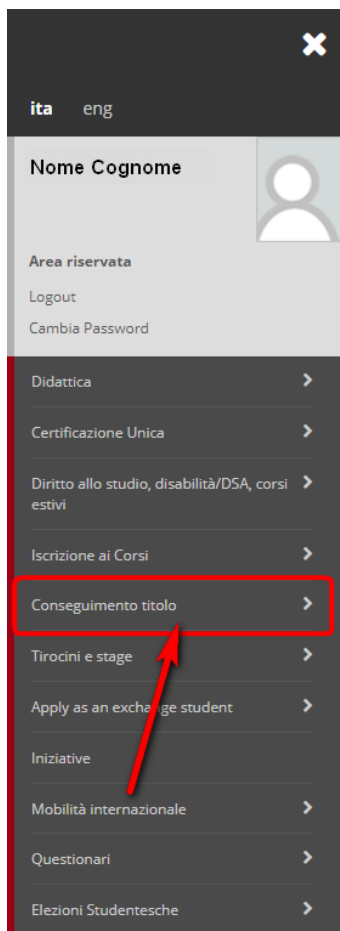 ita eng
Nome Cognome
Area riservata
Logout
Cambia Password
Didattica
Certificazione Unica
Diritto allo studio, disabilità/DSA, corsi
estivi
Iscrizione ai Corsi
Conseguimento titolo
Tirocini e stage
Apply as an exchange student
Iniziative
Mobilità internazionale
Questionari
Elezioni Studentesche